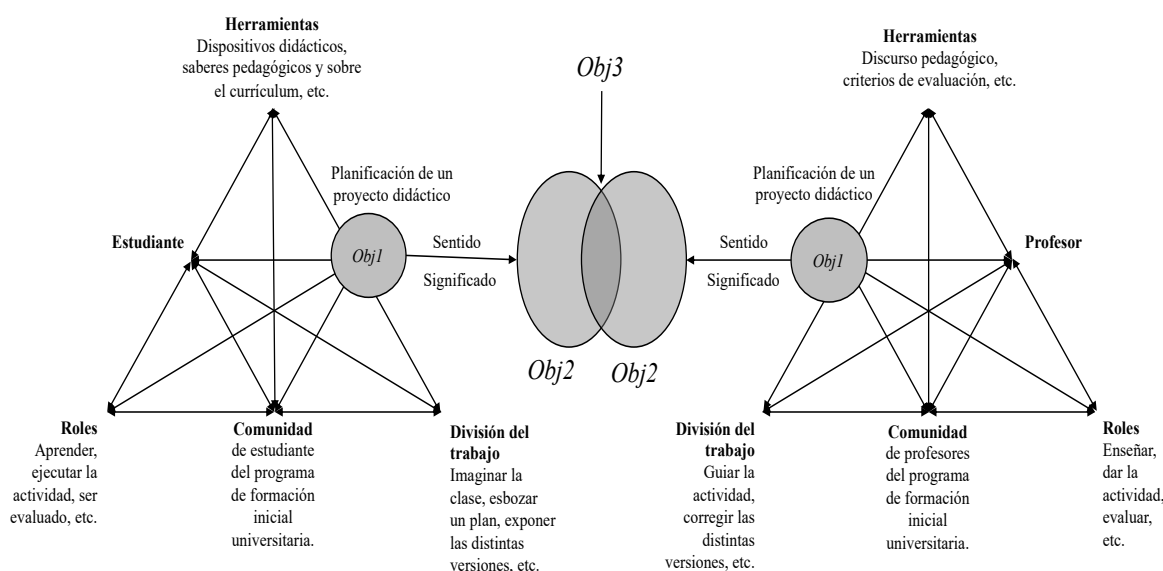 Herramientas
Dispositivos didácticos,
saberes pedagógicos y sobre
el currículum, etc.
Planificación de un
proyecto didáctico
Estudiante
Obj1
Sentido
Significado
Roles
Aprender,
ejecutar la
actividad, ser
evaluado, etc.
Comunidad
de estudiante
del programa
de formación
inicial
universitaria.
División del
trabajo
Imaginar la
clase, esbozar
un plan, exponer
las distintas
versiones, etc.
Obj3
Obj2
Obj2
Herramientas
Discurso pedagógico,
criterios de evaluación, etc.
Planificación de un
proyecto didáctico
Sentido
Significado
Obj1
Profesor
División del
trabajo
Guiar la
actividad,
corregir las
distintas
versiones, etc.
Comunidad
de profesores
del programa
de formación
inicial
universitaria.
Roles
Enseñar,
dar la
actividad,
evaluar,
etc.